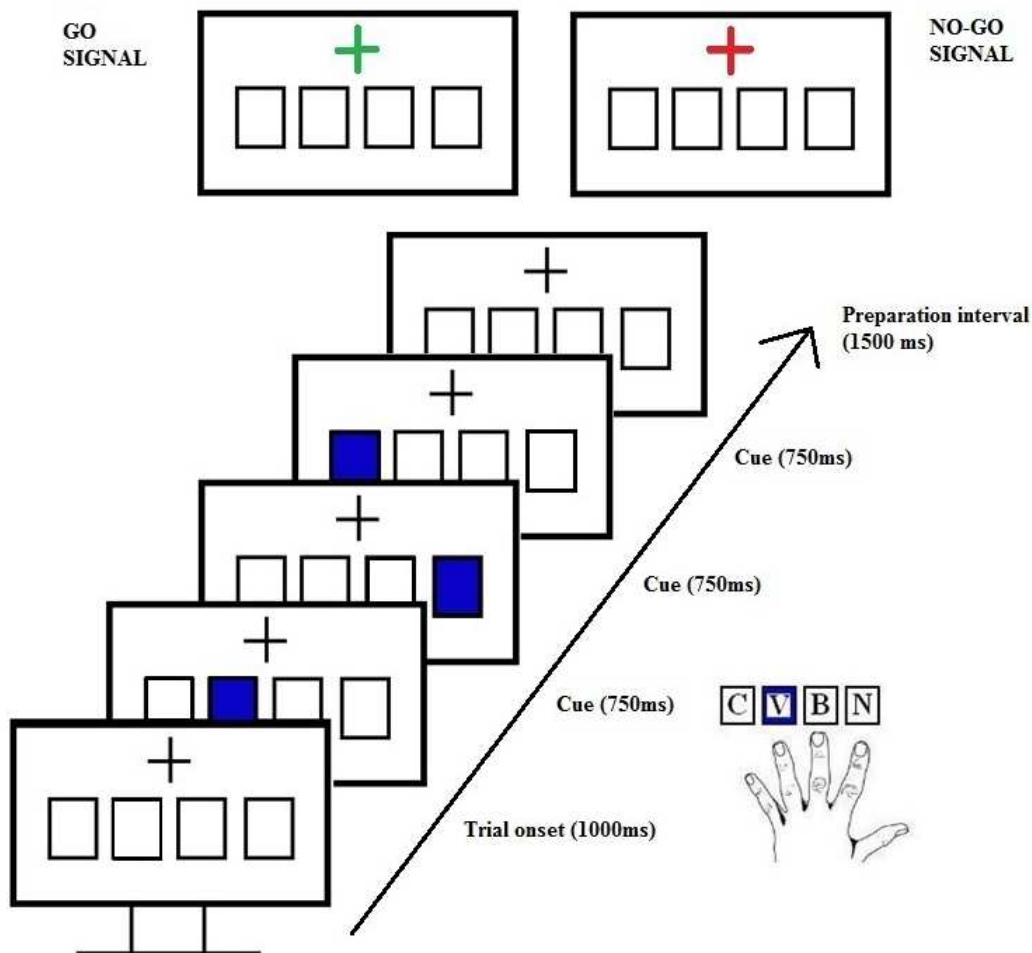 GO
SIGNAL
NO-GO
SIGNAL
Preparation interval
(1500 ms)
Cue (750ms)
Cue (750ms)
Cue (750ms)
C V B N
Trial onset (1000ms)